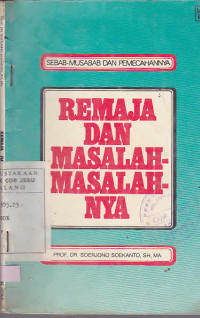 SEBAB-MUSABAB DAN PEMECAHANNYA
REMAJA
DAN
MASALAH-
MASALAH-
NYA
PROF. DR. SOERJONO SOEKANTO, SH, MA.